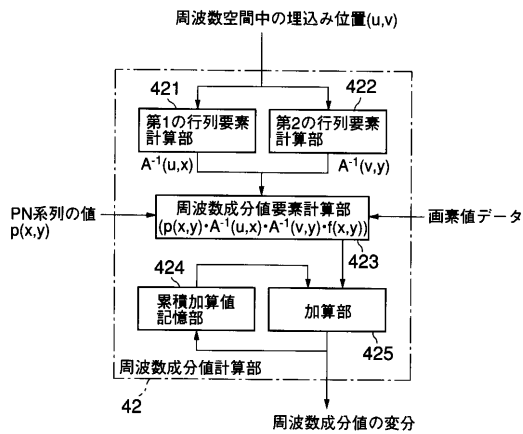 周波数空間中の埋込み位置(u,v)
421
422
第1の行列要素
計算部
第2の行列要素
計算部
A⁻¹(u,x)
A⁻¹(v,y)
PN系列の値
p(x,y)
周波数成分値要素計算部
(p(x,y)・A⁻¹(u,x)・A⁻¹(v,y)・f(x,y))
画素値データ
423
424
累積加算値
記憶部
加算部
425
周波数成分値計算部
42
周波数成分値の変分